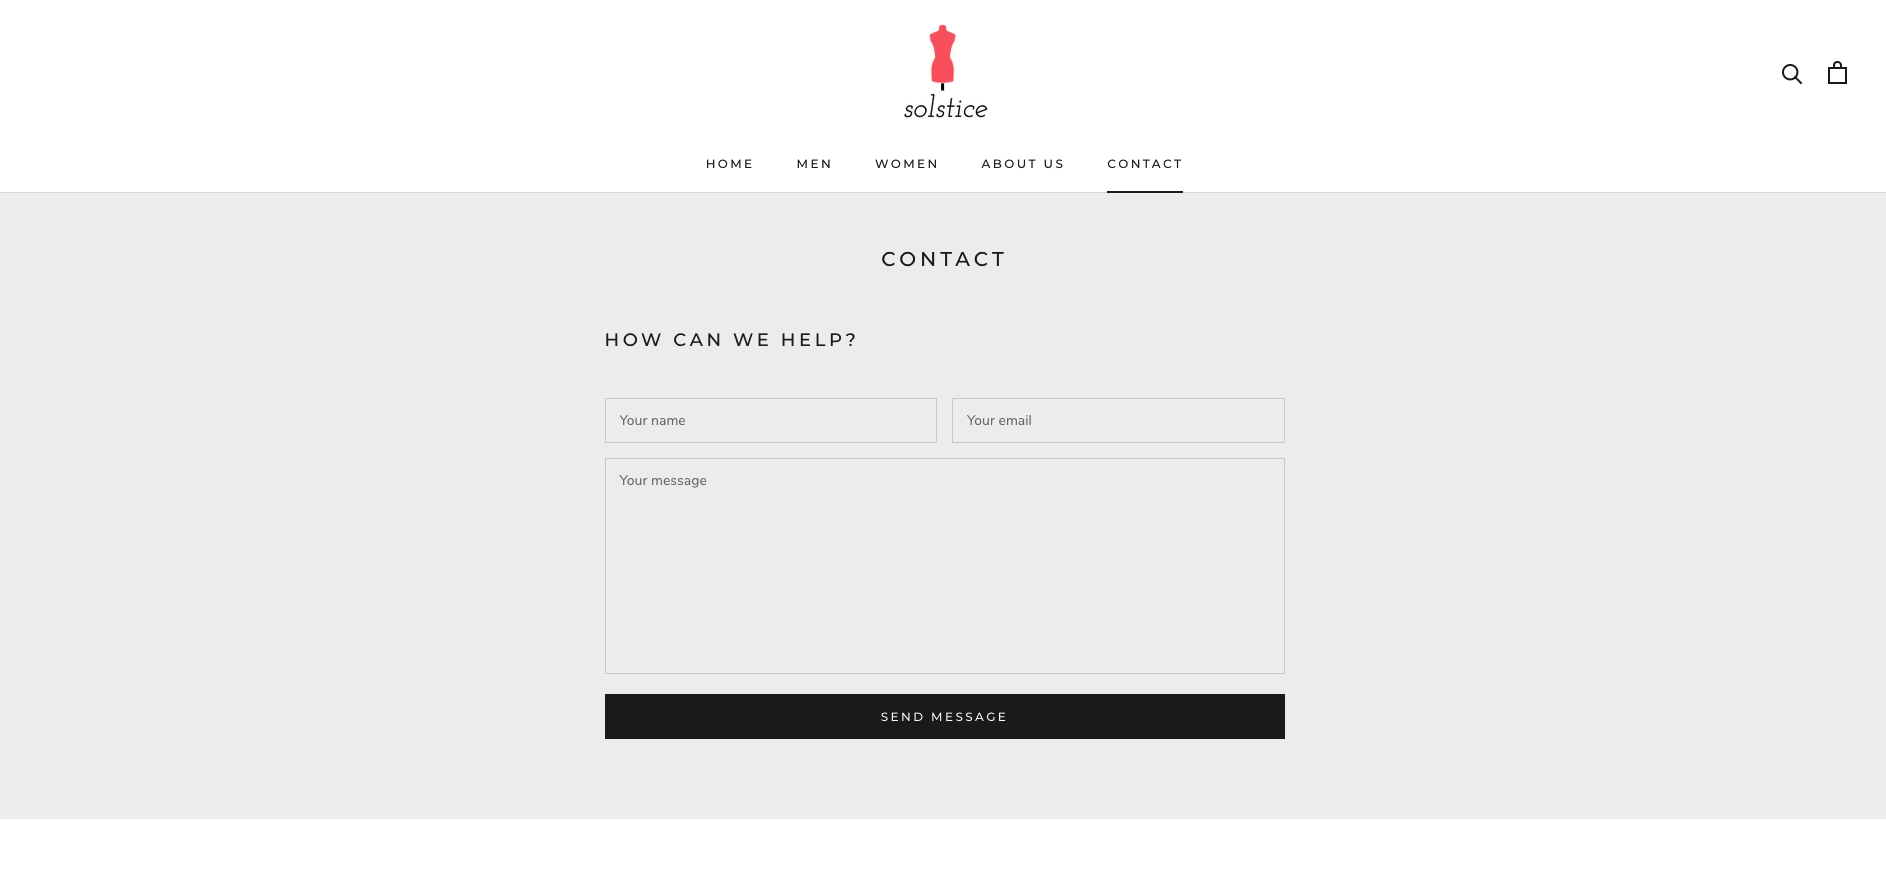 solstice
HOME MEN WOMEN ABOUT US CONTACT
CONTACT
HOW CAN WE HELP?
Your name Your email
Your message
SEND MESSAGE